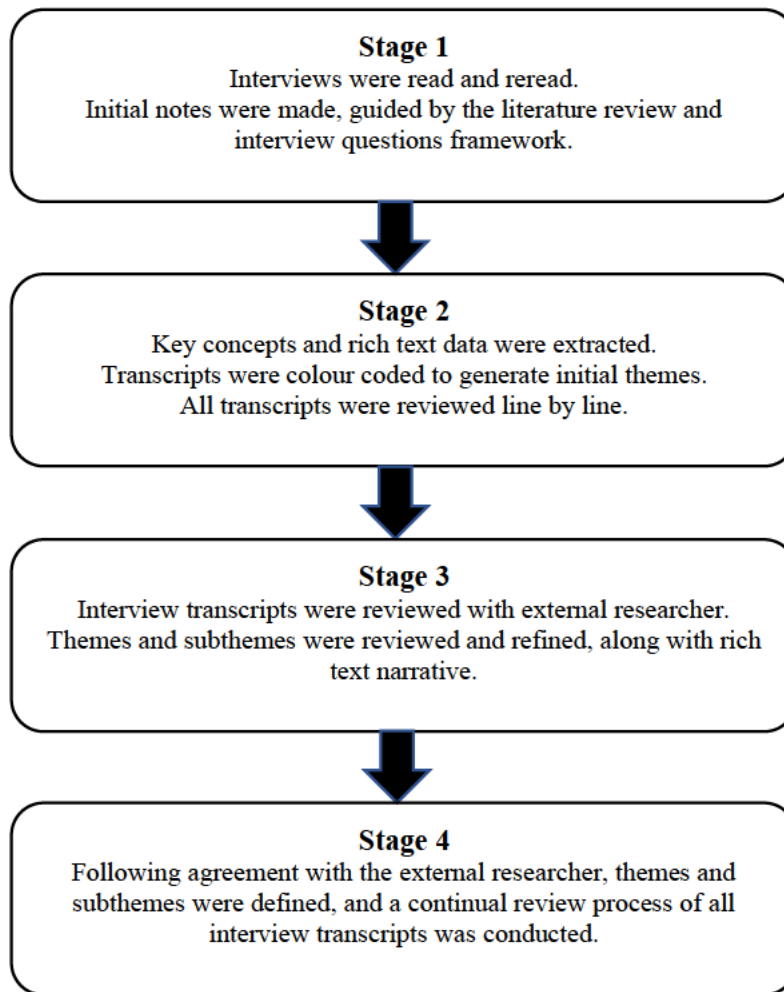 Stage 1
Interviews were read and reread.
Initial notes were made, guided by the literature review and
interview questions framework.
Stage 2
Key concepts and rich text data were extracted.
Transcripts were colour coded to generate initial themes.
All transcripts were reviewed line by line.
Stage 3
Interview transcripts were reviewed with external researcher.
Themes and subthemes were reviewed and refined, along with rich
text narrative.
Stage 4
Following agreement with the external researcher, themes and
subthemes were defined, and a continual review process of all
interview transcripts was conducted.